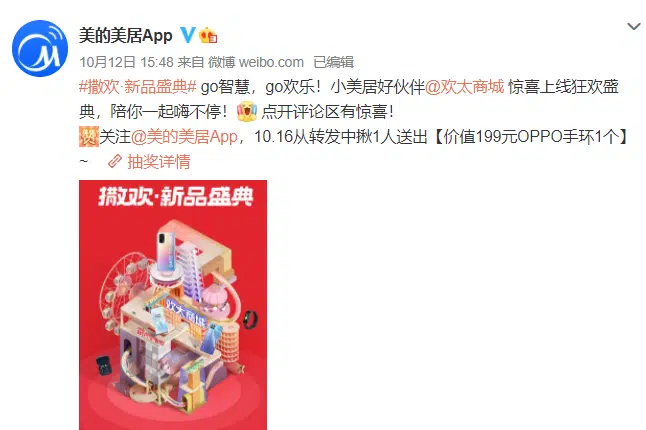 美的美居App
10月12日 15:48 来自 微博 weibo.com 已编辑
#撒欢·新品盛典# go智慧，go欢乐！小美居好伙伴@欢太商城 惊喜上线狂欢盛
典，陪你一起嗨不停！ 点开评论区有惊喜！
关注@美的美居App，10.16从转发中揪1人送出【价值199元OPPO手环1个】
~ 抽奖详情
撒欢·新品盛典
欢太商城